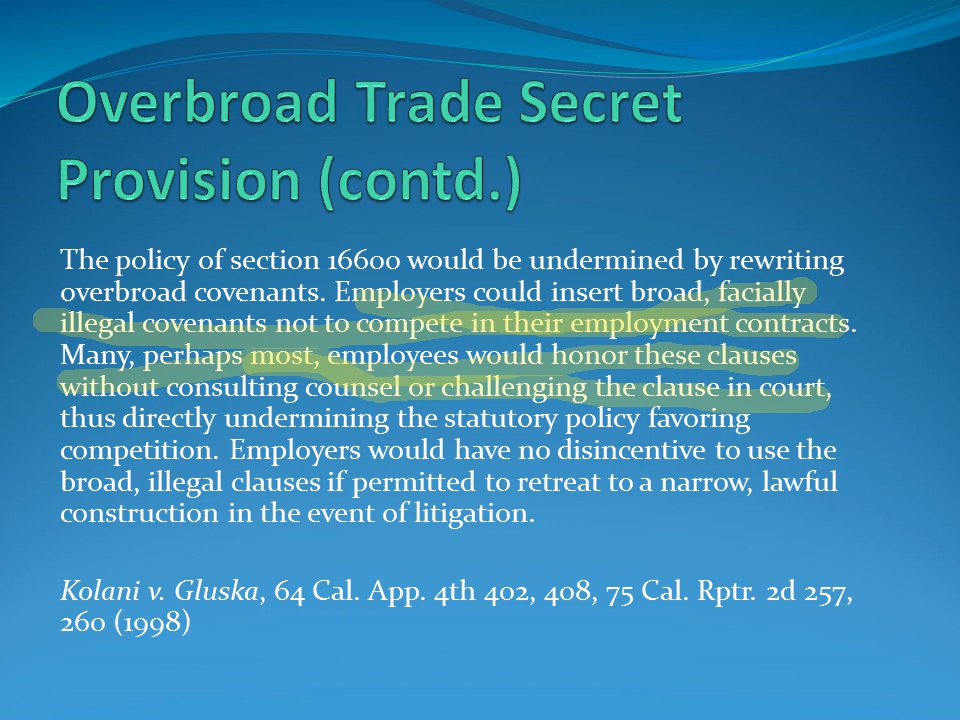 Overbroad Trade Secret
Provision (contd.)
The policy of section 16600 would be undermined by rewriting
overbroad covenants. Employers could insert broad, facially
illegal covenants not to compete in their employment contracts.
Many, perhaps most, employees would honor these clauses
without consulting counsel or challenging the clause in court,
thus directly undermining the statutory policy favoring
competition. Employers would have no disincentive to use the
broad, illegal clauses if permitted to retreat to a narrow, lawful
construction in the event of litigation.
Kolani v. Gluska, 64 Cal. App. 4th 402, 408, 75 Cal. Rptr. 2d 257,
260 (1998)